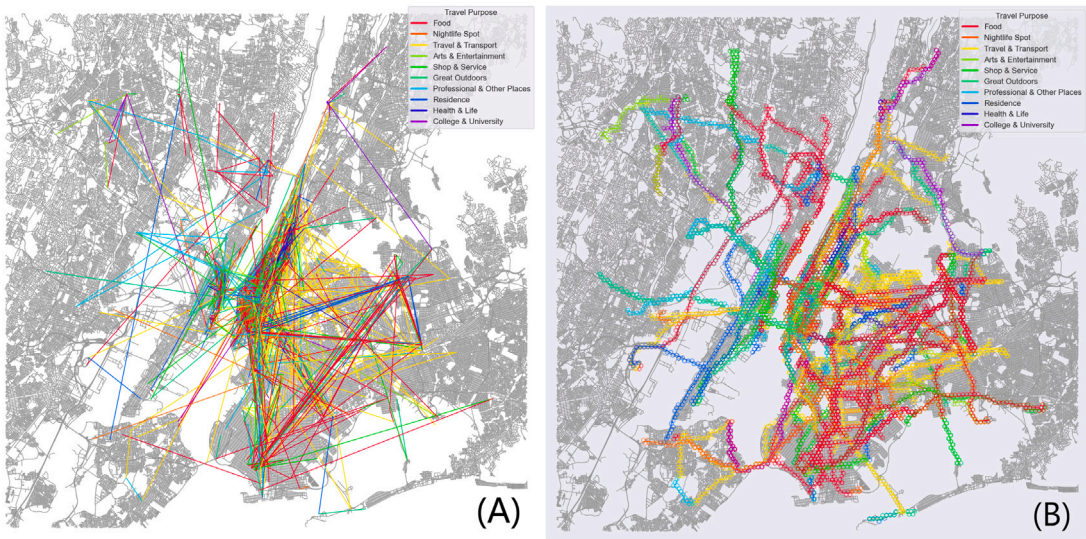 Travel Purpose
Food
Nightlife Spot
Travel & Transport
Arts & Entertainment
Shop & Service
Great Outdoors
Professional & Other Places
Residence
Health & Life
College & University
(A)
Travel Purpose
Food
Nightlife Spot
Travel & Transport
Arts & Entertainment
Shop & Service
Great Outdoors
Professional & Other Places
Residence
Health & Life
College & University
(B)